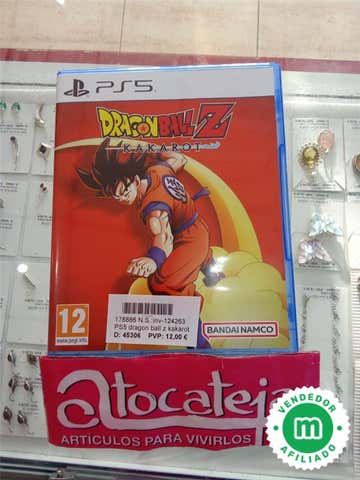 PS5
DRAGON BALL Z
KAKAROT
178886 N.S. inv-124263
PS5 dragon ball z kakarot
D: 45306 PVP: 12,00 €
12
www.pegi.info
BANDAI NAMCO
atocateja
ARTÍCULOS PARA VIVIRLOS
VENDEDOR
m
AFILIADO